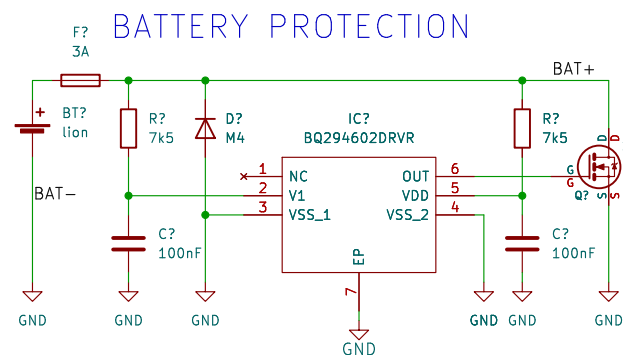 BATTERY PROTECTION
F?
3A
BAT+
BT?
lion
R?
7k5
D?
M4
IC?
BQ294602DRVR
R?
7k5
D
D
1
NC
OUT
6
G
G
2
V1
VDD
5
Q?
S
S
BAT-
3
VSS_1
VSS_2
4
C?
100nF
EP
7
C?
100nF
GND
GND
GND
GND
GND
GND
GND